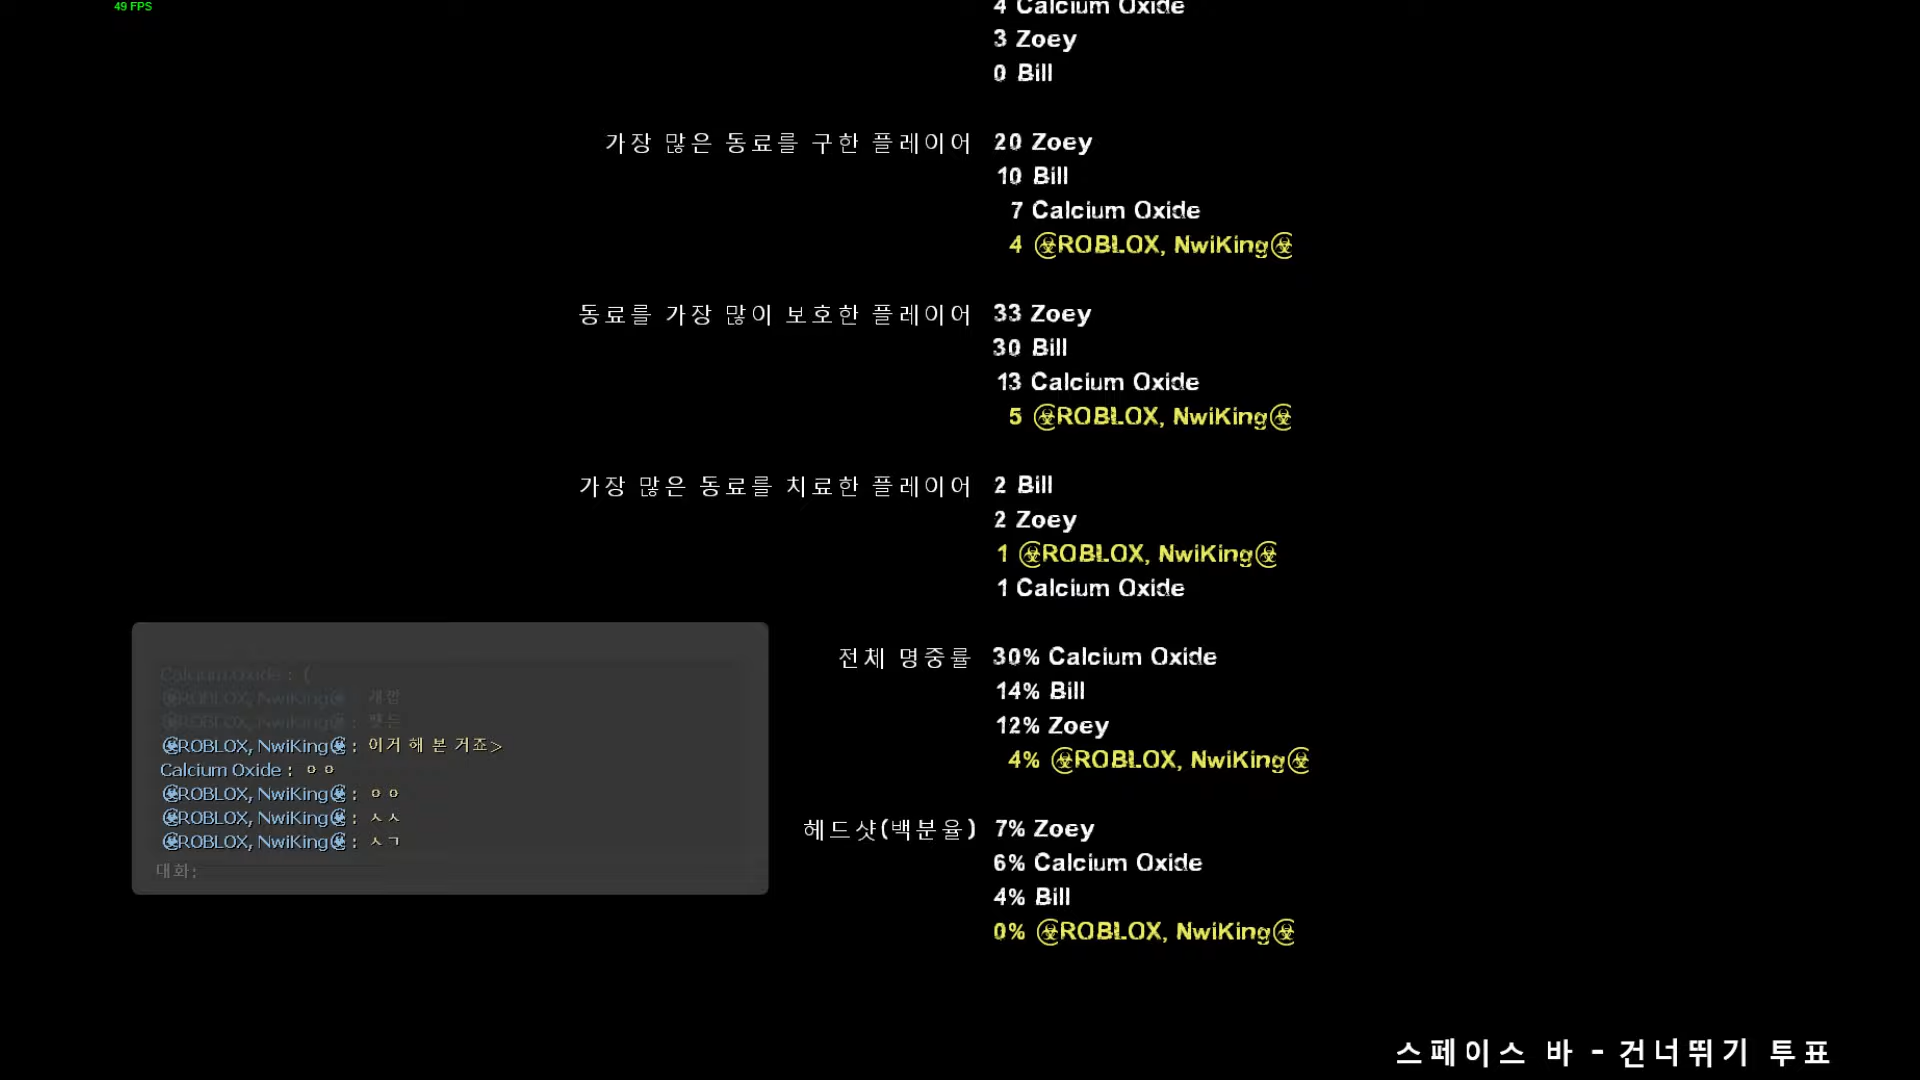 49 FPS
4 Calcium Oxide
3 Zoey
0 Bill
가장 많은 동료를 구한 플레이어 20 Zoey
10 Bill
7 Calcium Oxide
4 ☣ROBLOX, NwiKing☣
동료를 가장 많이 보호한 플레이어 33 Zoey
30 Bill
13 Calcium Oxide
5 ☣ROBLOX, NwiKing☣
가장 많은 동료를 치료한 플레이어 2 Bill
2 Zoey
1 ☣ROBLOX, NwiKing☣
1 Calcium Oxide
전체 명중률 30% Calcium Oxide
14% Bill
12% Zoey
4% ☣ROBLOX, NwiKing☣
헤드샷(백분율) 7% Zoey
6% Calcium Oxide
4% Bill
0% ☣ROBLOX, NwiKing☣
Calcium Oxide : (
☣ROBLOX, NwiKing☣
☣ROBLOX, NwiKing☣ :
☣ROBLOX, NwiKing☣ : 이거 해 본 거죠>
Calcium Oxide : ㅇㅇ
☣ROBLOX, NwiKing☣ : ㅇㅇ
☣ROBLOX, NwiKing☣ : ㅅㅅ
☣ROBLOX, NwiKing☣ : ㅅㄱ
대화:
스페이스 바 - 건너뛰기 투표